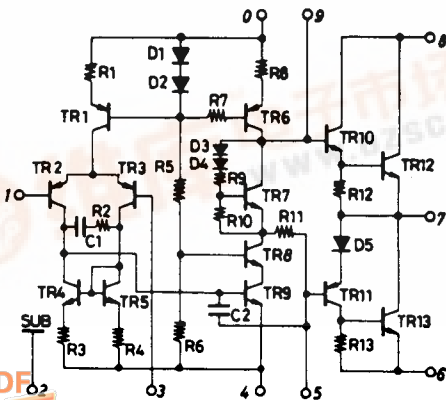 0 9
8
D1
R1 D2 R8
R7
TR1 TR6
D3 TR10
D4
TR2 TR3 R5 R9 TR12
TR7
1 R12
R2 R10 R11
C1 7
TR8 D5
TR4 TR5 TR9 TR11
C2 TR13
SUB
R3 R4 R6 R13
PDF 6
2 3 4 5